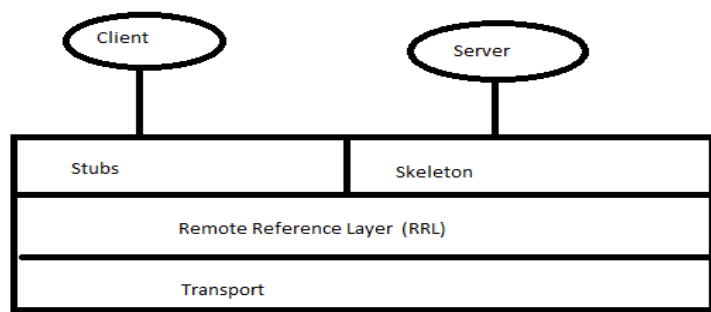 Client
Server
Stubs
Skeleton
Remote Reference Layer (RRL)
Transport